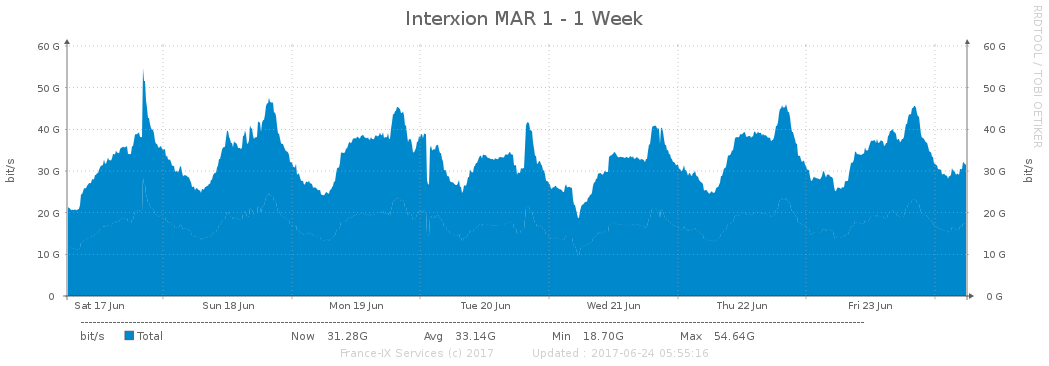 Interxion MAR 1 - 1 Week
RRDTOOL / TOBI OETIKER
60 G 60 G
50 G 50 G
40 G 40 G
30 G 30 G
20 G 20 G
10 G 10 G
0 0 G
bit/s bit/s
Sat 17 Jun Sun 18 Jun Mon 19 Jun Tue 20 Jun Wed 21 Jun Thu 22 Jun Fri 23 Jun
bit/s Total Now 31.28G Avg 33.14G Min 18.70G Max 54.64G
France-IX Services (c) 2017 Updated : 2017-06-24 05:55:16